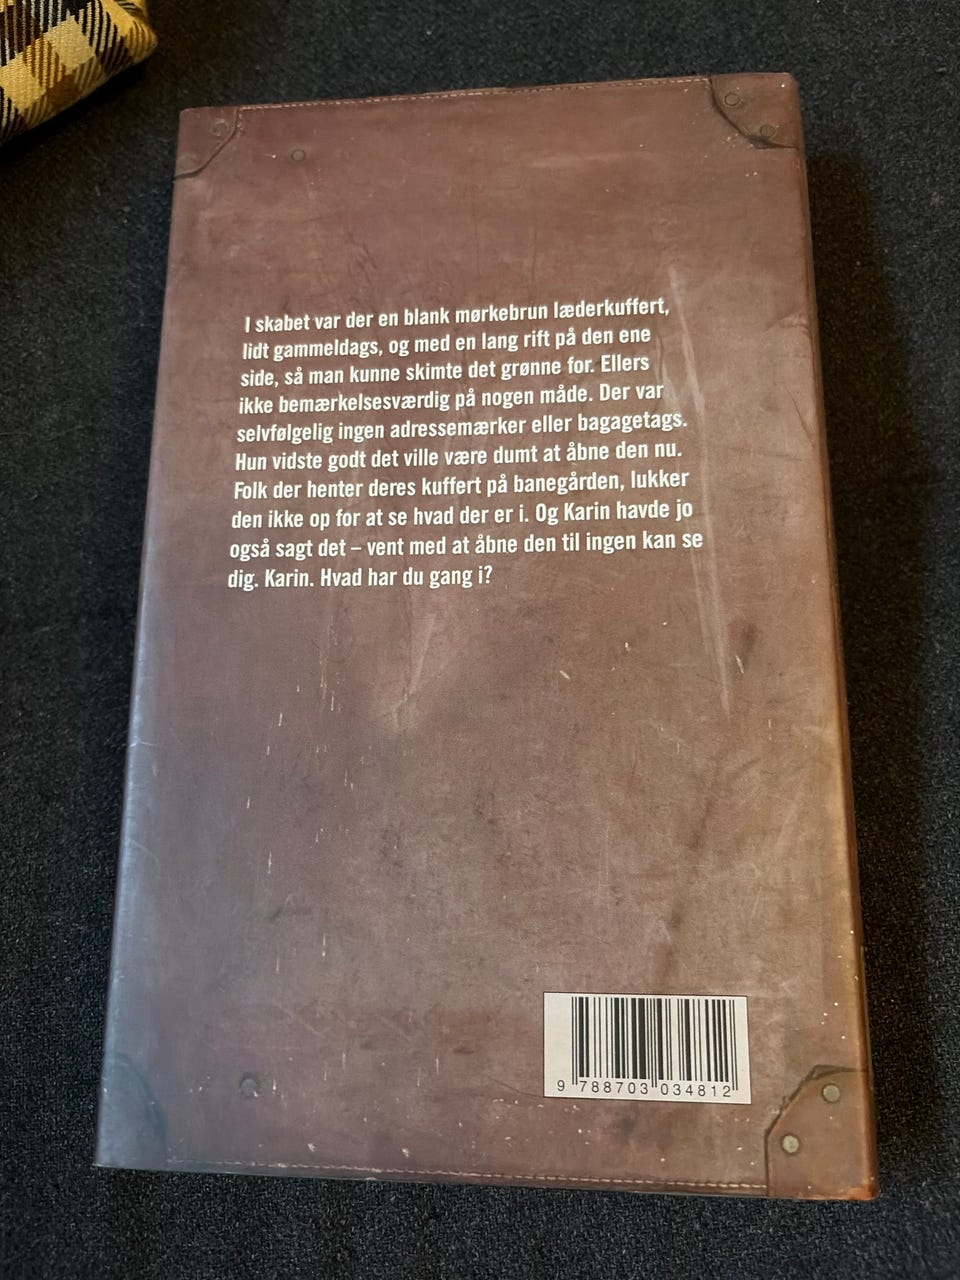 I skabet var der en blank mørkebrun læderkuffert,
lidt gammeldags, og med en lang rift på den ene
side, så man kunne skimte det grønne for. Ellers
ikke bemærkelsesværdig på nogen måde. Der var
selvfølgelig ingen adressemærker eller bagagetags.
Hun vidste godt det ville være dumt at åbne den nu.
Folk der henter deres kuffert på banegården, lukker
den ikke op for at se hvad der er i. Og Karin havde jo
også sagt det – vent med at åbne den til ingen kan se
dig. Karin. Hvad har du gang i?
9 788703 034812